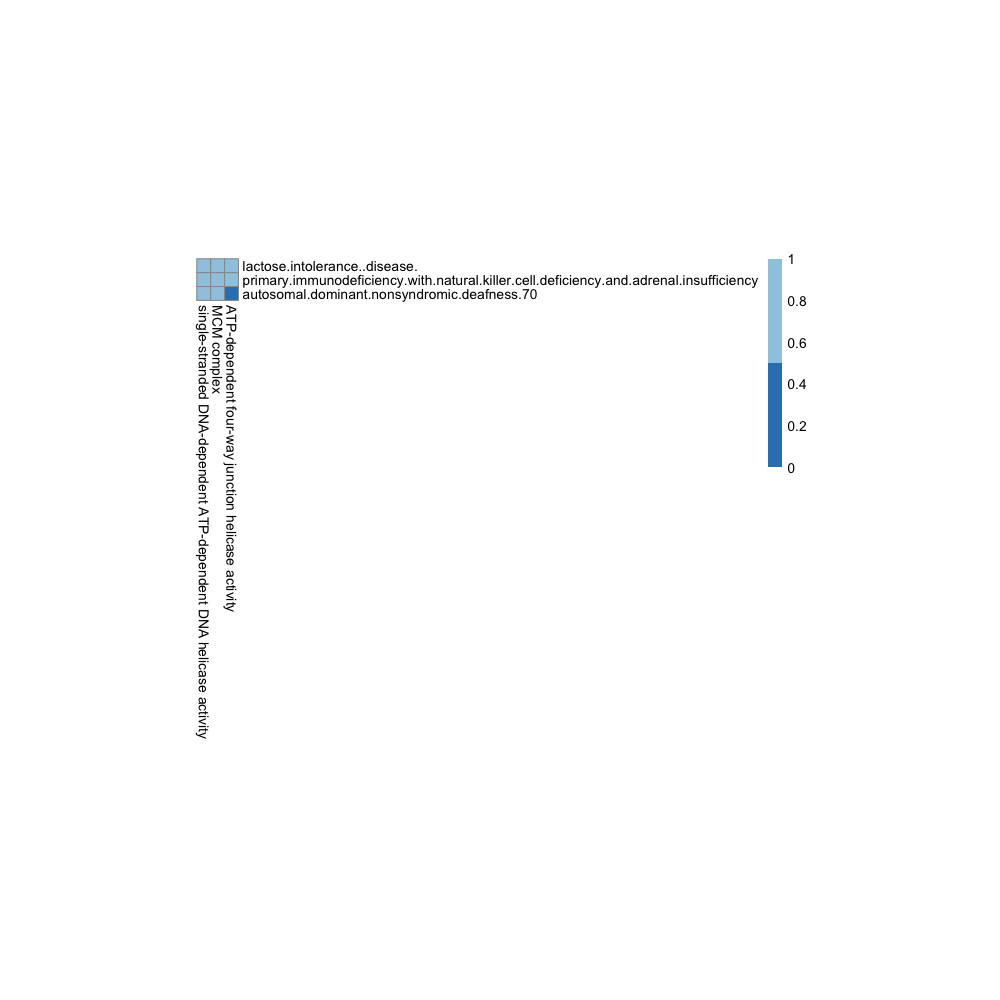 lactose.intolerance..disease.
primary.immunodeficiency.with.natural.killer.cell.deficiency.and.adrenal.insufficiency
autosomal.dominant.nonsyndromic.deafness.70
single-stranded DNA-dependent ATP-dependent DNA helicase activity
MCM complex
ATP-dependent four-way junction helicase activity
1
0.8
0.6
0.4
0.2
0